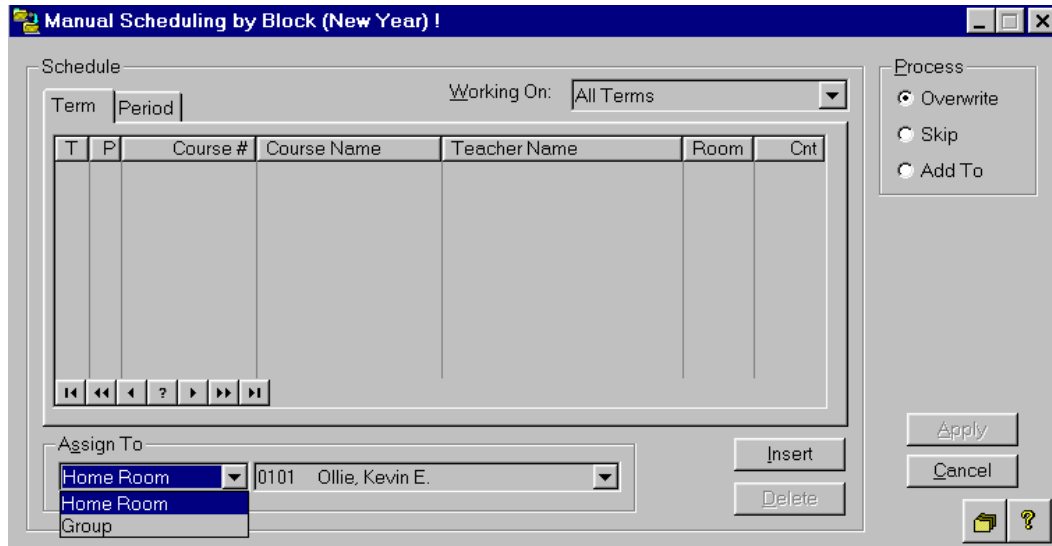 Manual Scheduling by Block (New Year) !
Schedule
Process
Term Period
Working On: All Terms
Overwrite
Skip
Add To
T P Course # Course Name Teacher Name Room Cnt
?
Assign To
Home Room 0101 Ollie, Kevin E.
Home Room
Group
Insert
Delete
Apply
Cancel
?